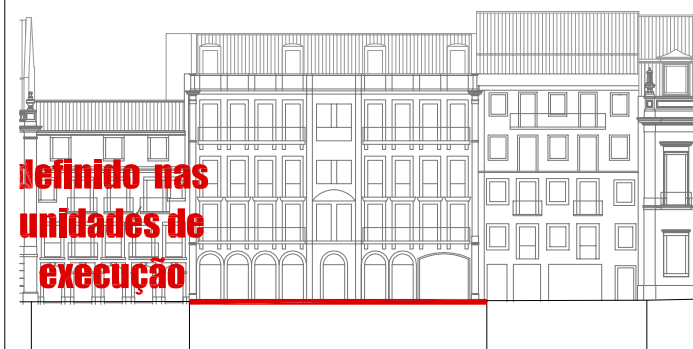 definido nas
unidades de
execução